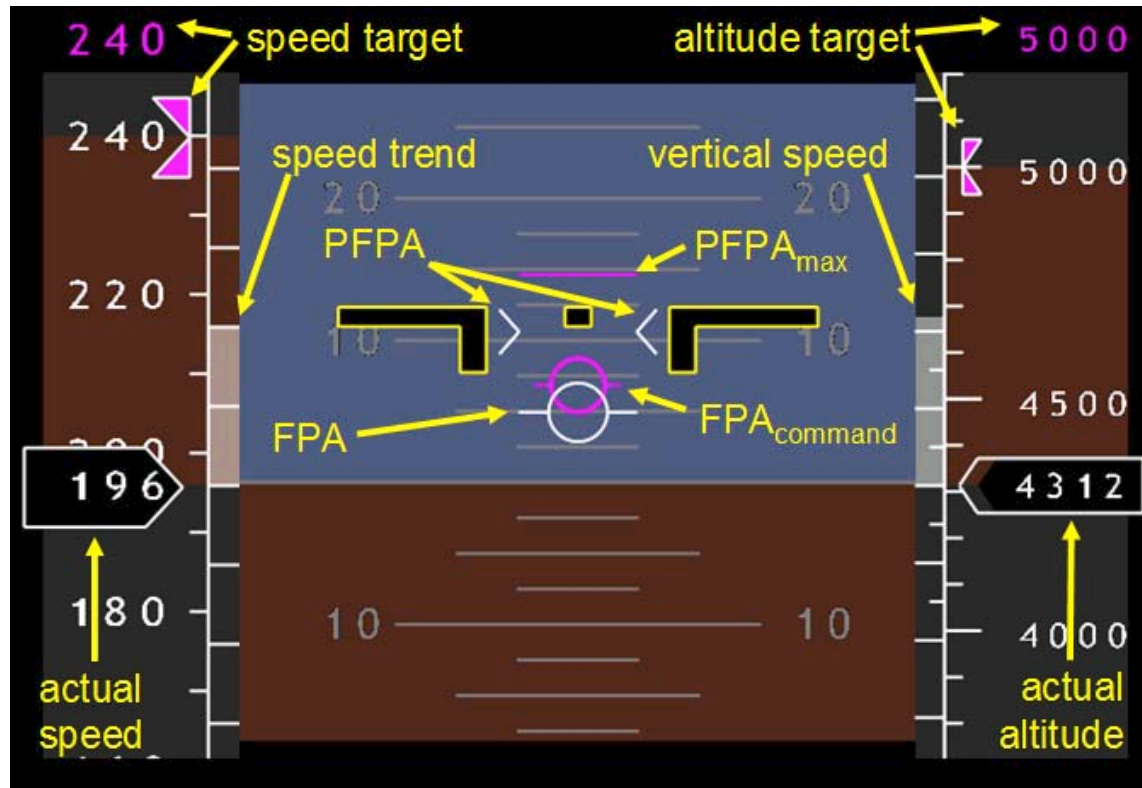 240 speed target altitude target 5000
240
speed trend vertical speed
5000
20 20
PFPA PFPAmax
220
10 10
4500
FPA FPAcommand
196 4312
180
10 10
4000
actual speed
actual altitude